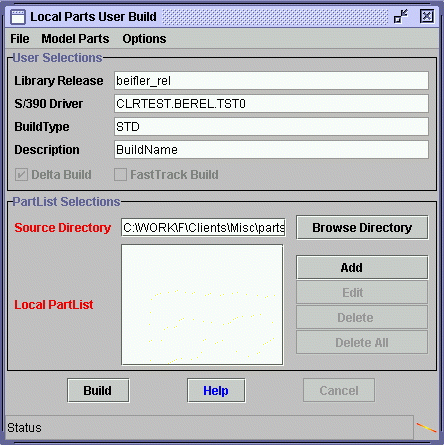 Local Parts User Build
File Model Parts Options
User Selections
Library Release beifler_rel
S/390 Driver CLRTEST.BEREL.TST0
BuildType STD
Description BuildName
Delta Build FastTrack Build
PartList Selections
Source Directory C:\WORK\F\Clients\Misc\parts Browse Directory
Add
Edit
Local PartList
Delete
Delete All
Build Help Cancel
Status